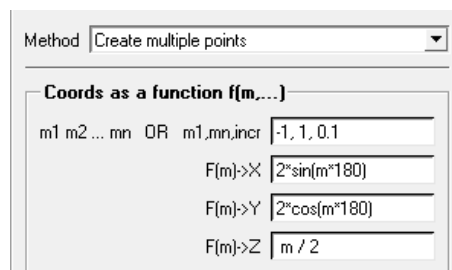 Method Create multiple points
Coords as a function f(m,...)
m1 m2 ... mn OR m1,mn,incr -1, 1, 0.1
F(m)->X 2*sin(m*180)
F(m)->Y 2*cos(m*180)
F(m)->Z m / 2